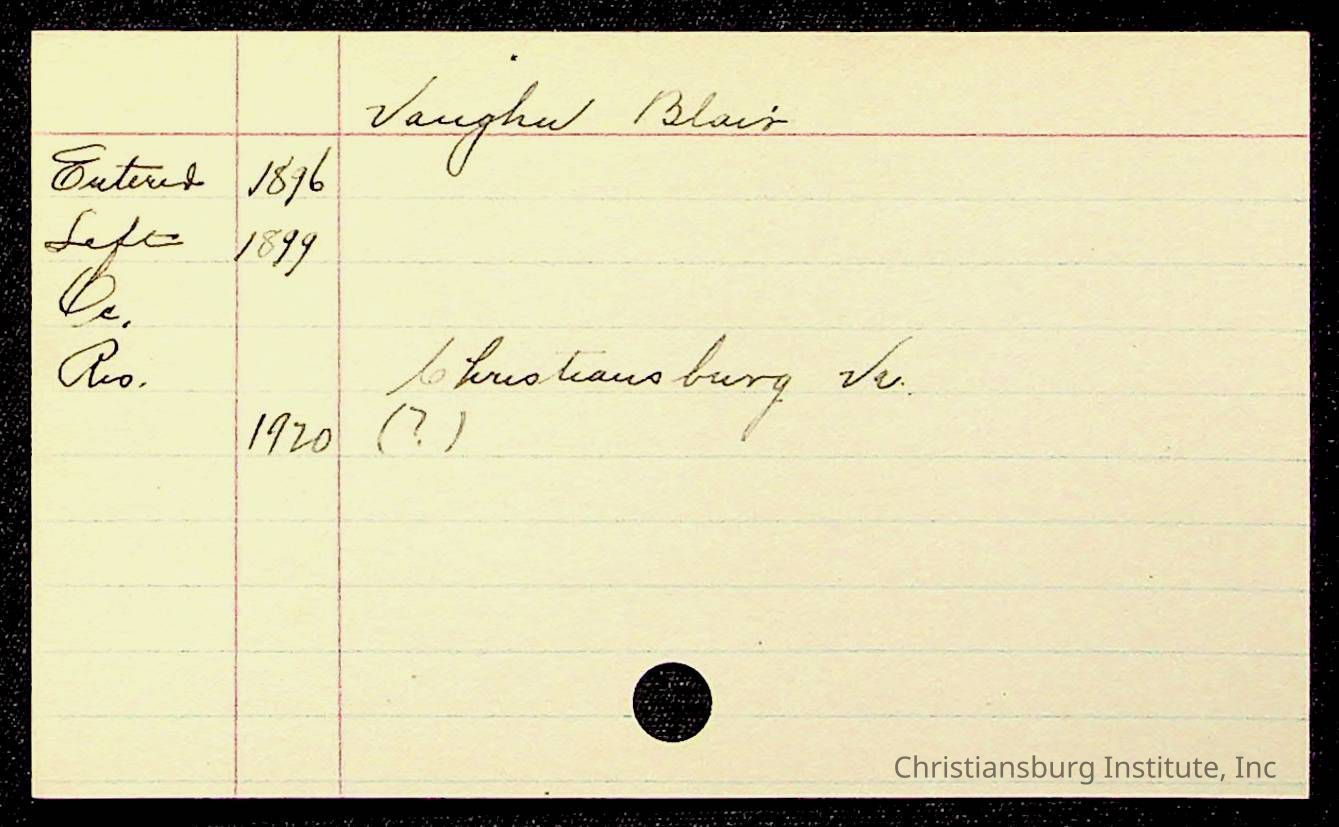 Vaughn Blair
Entered 1896
Left 1899
Oc.
Res. Christiansburg Va.
1920 (?)
Christiansburg Institute, Inc